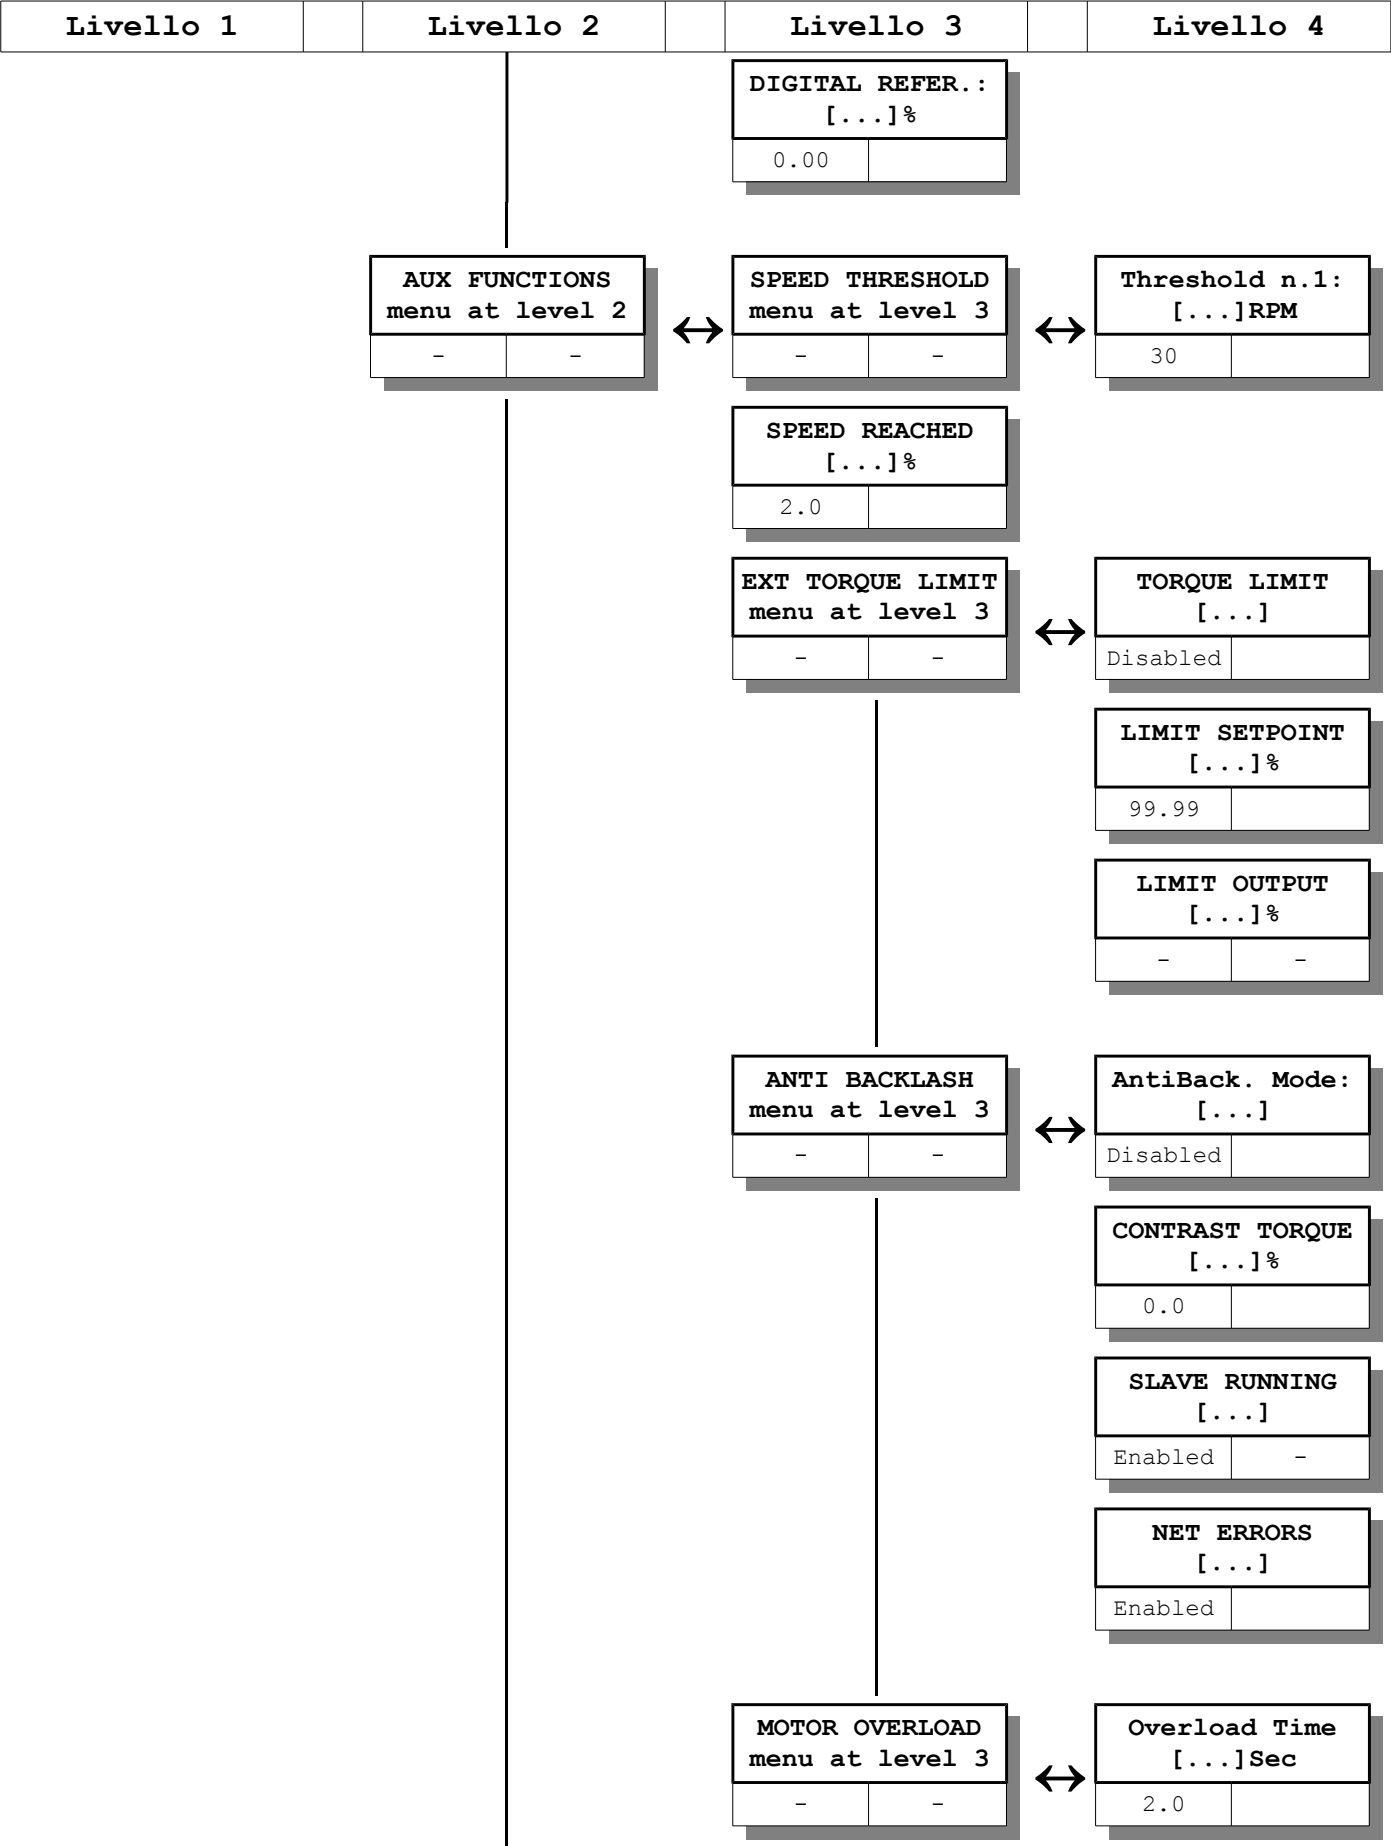 Livello 1 Livello 2 Livello 3 Livello 4
DIGITAL REFER.:
[...]%
0.00
AUX FUNCTIONS
menu at level 2
- -
SPEED THRESHOLD
menu at level 3
- -
Threshold n.1:
[...]RPM
30
SPEED REACHED
[...]%
2.0
EXT TORQUE LIMIT
menu at level 3
- -
TORQUE LIMIT
[...]
Disabled
LIMIT SETPOINT
[...]%
99.99
LIMIT OUTPUT
[...]%
- -
ANTI BACKLASH
menu at level 3
- -
AntiBack. Mode:
[...]
Disabled
CONTRAST TORQUE
[...]%
0.0
SLAVE RUNNING
[...]
Enabled -
NET ERRORS
[...]
Enabled
MOTOR OVERLOAD
menu at level 3
- -
Overload Time
[...]Sec
2.0